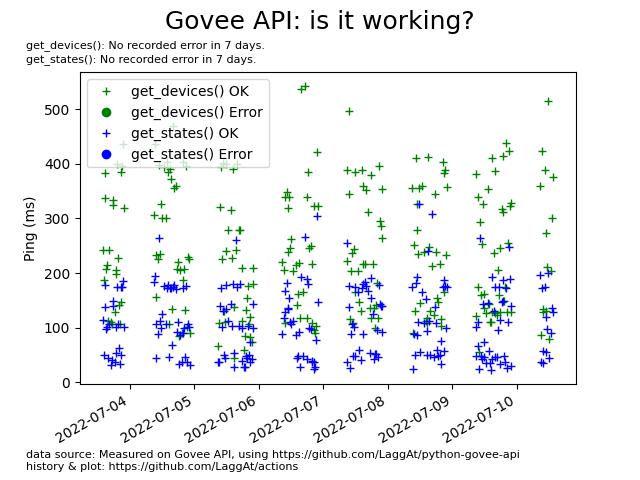 Govee API: is it working?
get_devices(): No recorded error in 7 days.
get_states(): No recorded error in 7 days.
get_devices() OK
get_devices() Error
get_states() OK
get_states() Error
Ping (ms)
500
400
300
200
100
0
2022-07-04
2022-07-05
2022-07-06
2022-07-07
2022-07-08
2022-07-09
2022-07-10
data source: Measured on Govee API, using https://github.com/LaggAt/python-govee-api
history & plot: https://github.com/LaggAt/actions